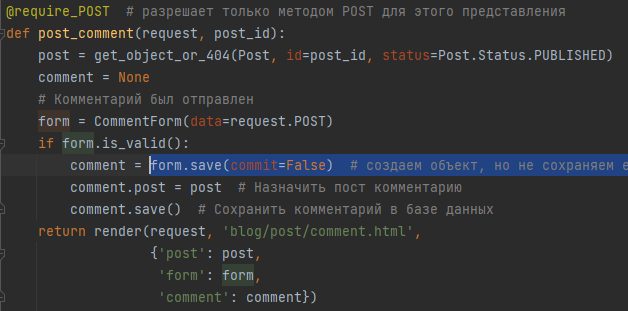 @require_POST  # разрешает только методом POST для этого представления
def post_comment(request, post_id):
    post = get_object_or_404(Post, id=post_id, status=Post.Status.PUBLISHED)
    comment = None
    # Комментарий был отправлен
    form = CommentForm(data=request.POST)
    if form.is_valid():
        comment = form.save(commit=False)  # создаем объект, но не сохраняем
        comment.post = post  # Назначить пост комментарию
        comment.save()  # Сохранить комментарий в базе данных
    return render(request, 'blog/post/comment.html',
                  {'post': post,
                   'form': form,
                   'comment': comment})